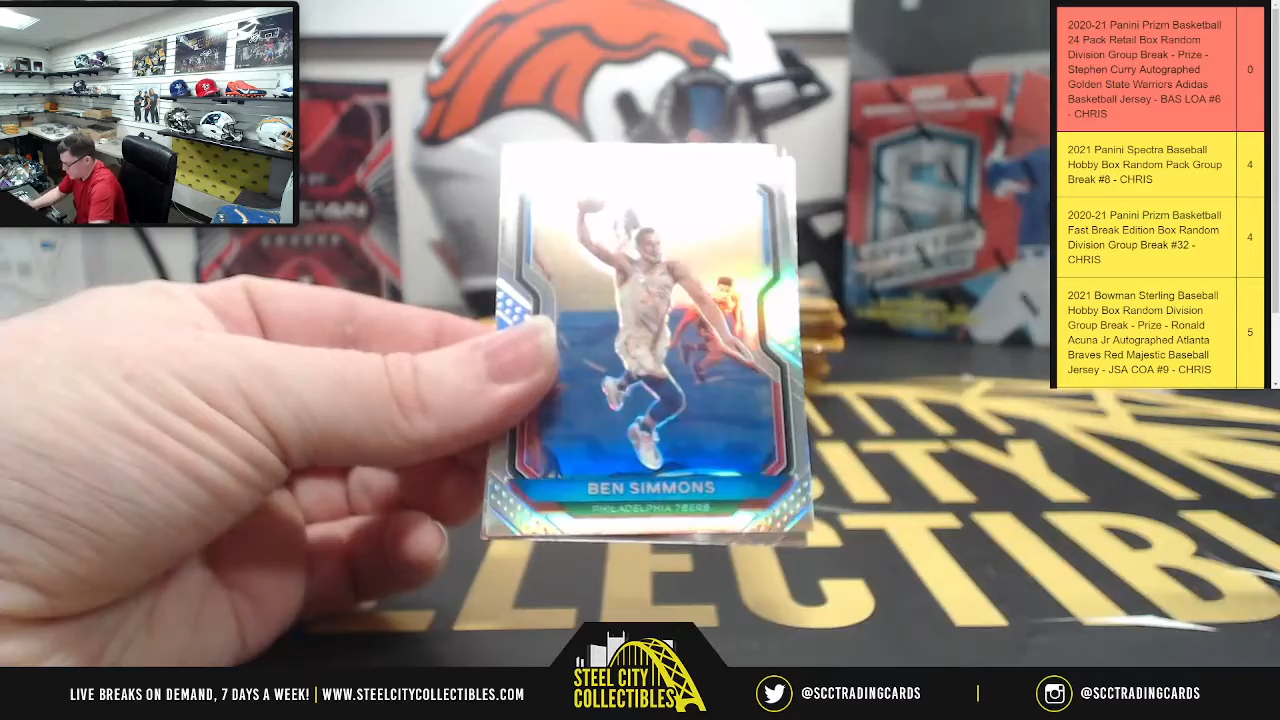 2020-21 Panini Prizm Basketball
24 Pack Retail Box Random
Division Group Break - Prize -
Stephen Curry Autographed
Golden State Warriors Adidas
Basketball Jersey - BAS LOA #6
- CHRIS
0
2021 Panini Spectra Baseball
Hobby Box Random Pack Group
Break #8 - CHRIS
4
2020-21 Panini Prizm Basketball
Fast Break Edition Box Random
Division Group Break #32 -
CHRIS
4
2021 Bowman Sterling Baseball
Hobby Box Random Division
Group Break - Prize - Ronald
Acuna Jr Autographed Atlanta
Braves Red Majestic Baseball
Jersey - JSA COA #9 - CHRIS
5
BEN SIMMONS
PHILADELPHIA 76ERS
STEEL CITY
COLLECTIBLES
LIVE BREAKS ON DEMAND, 7 DAYS A WEEK! | WWW.STEELCITYCOLLECTIBLES.COM
@SCCTRADINGCARDS
@SCCTRADINGCARDS